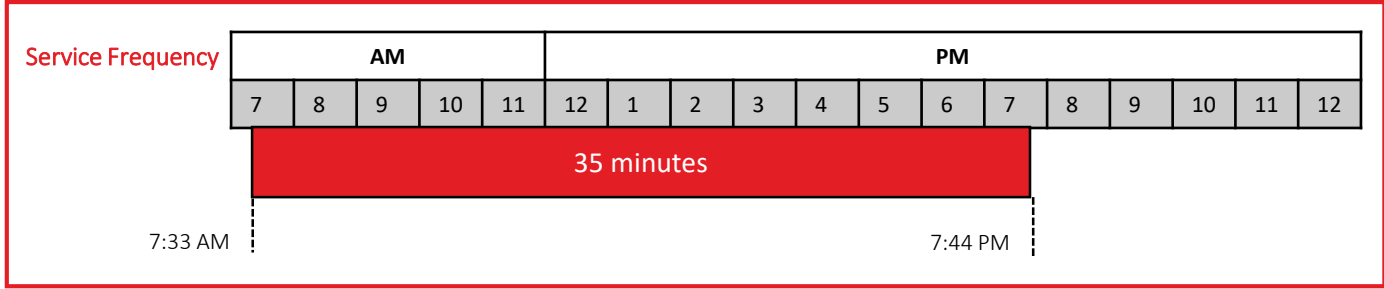 Service Frequency AM PM
7 8 9 10 11 12 1 2 3 4 5 6 7 8 9 10 11 12
35 minutes
7:33 AM 7:44 PM